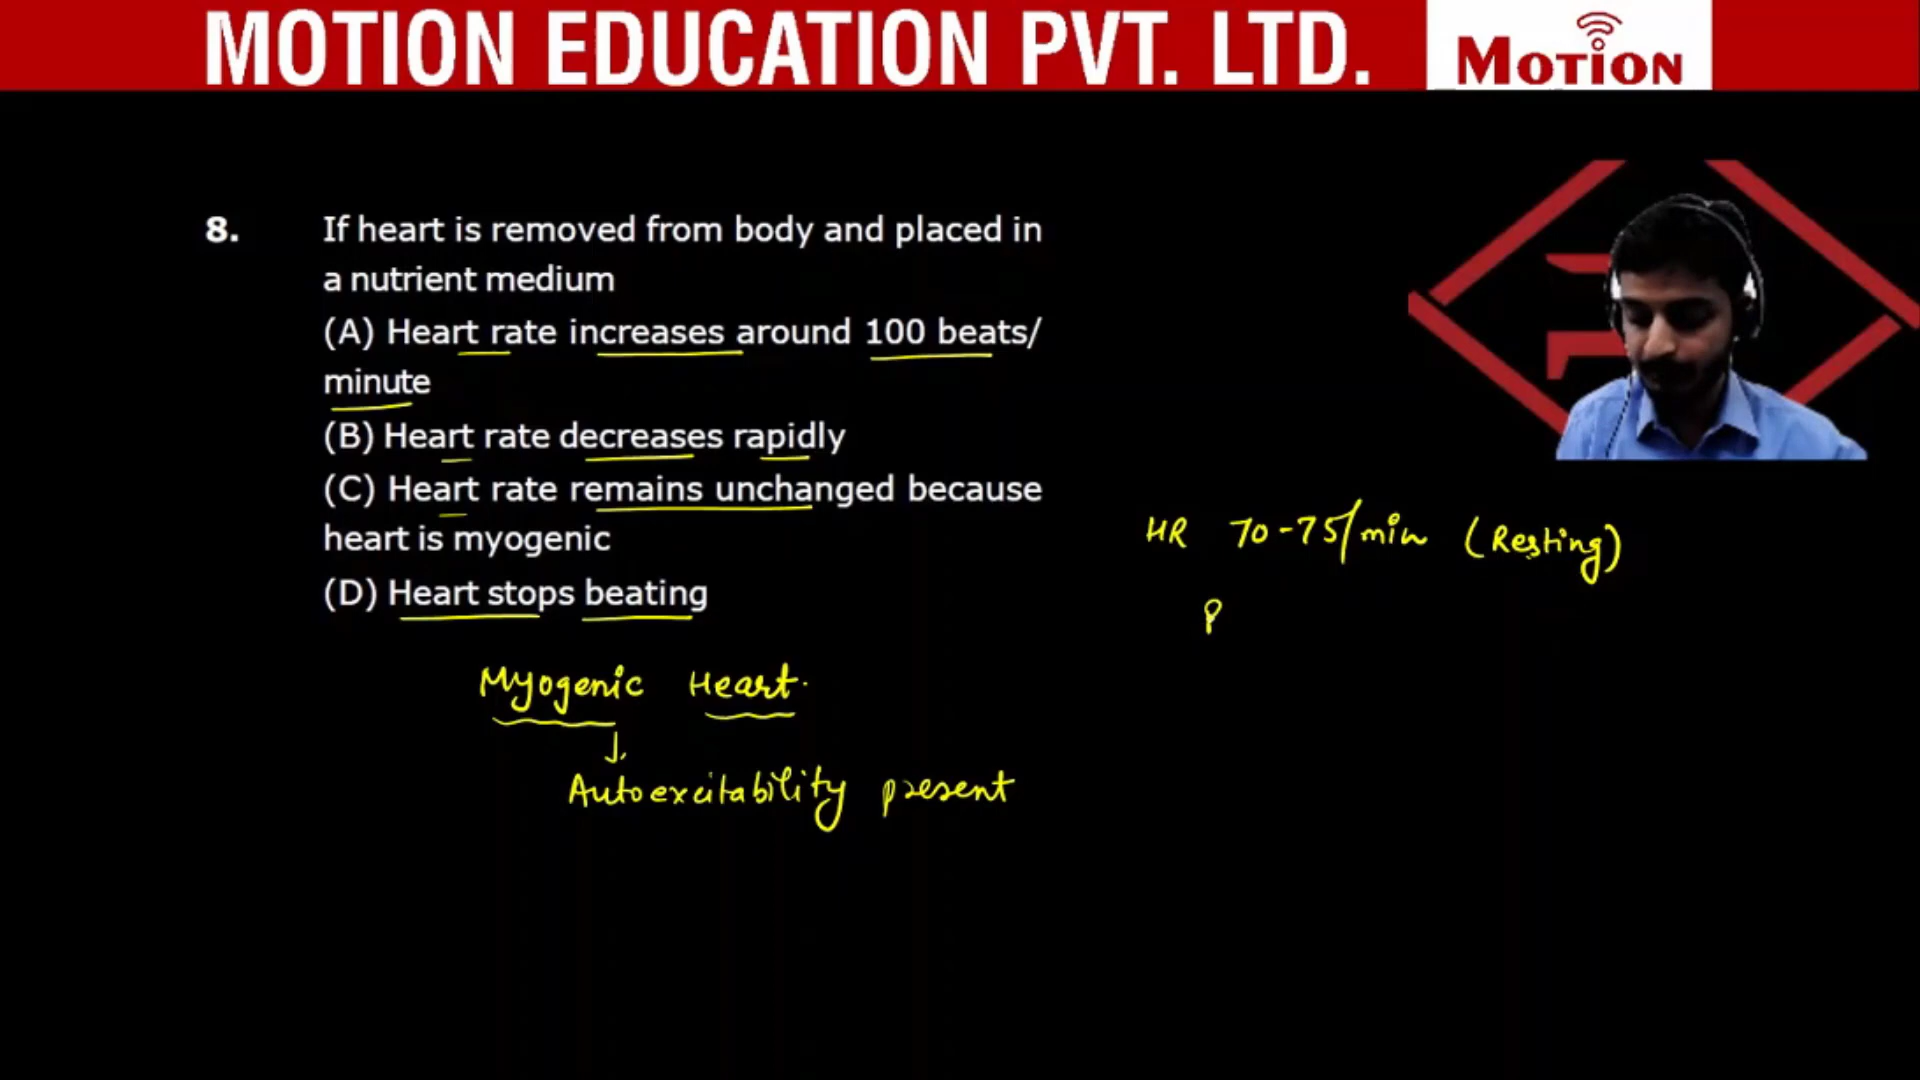 MOTION EDUCATION PVT. LTD.
MOTION
8. If heart is removed from body and placed in
a nutrient medium
(A) Heart rate increases around 100 beats/
minute
(B) Heart rate decreases rapidly
(C) Heart rate remains unchanged because
heart is myogenic
(D) Heart stops beating
HR 70-75/min (Resting)
P
Myogenic Heart.
Autoexcitability present